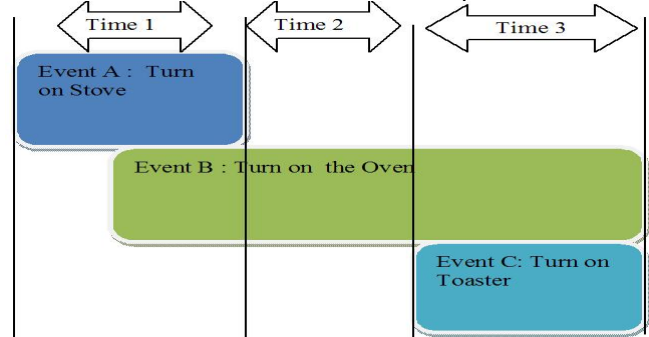 Time 1
Time 2
Time 3
Event A : Turn
on Stove
Event B : Turn on the Oven
Event C: Turn on
Toaster